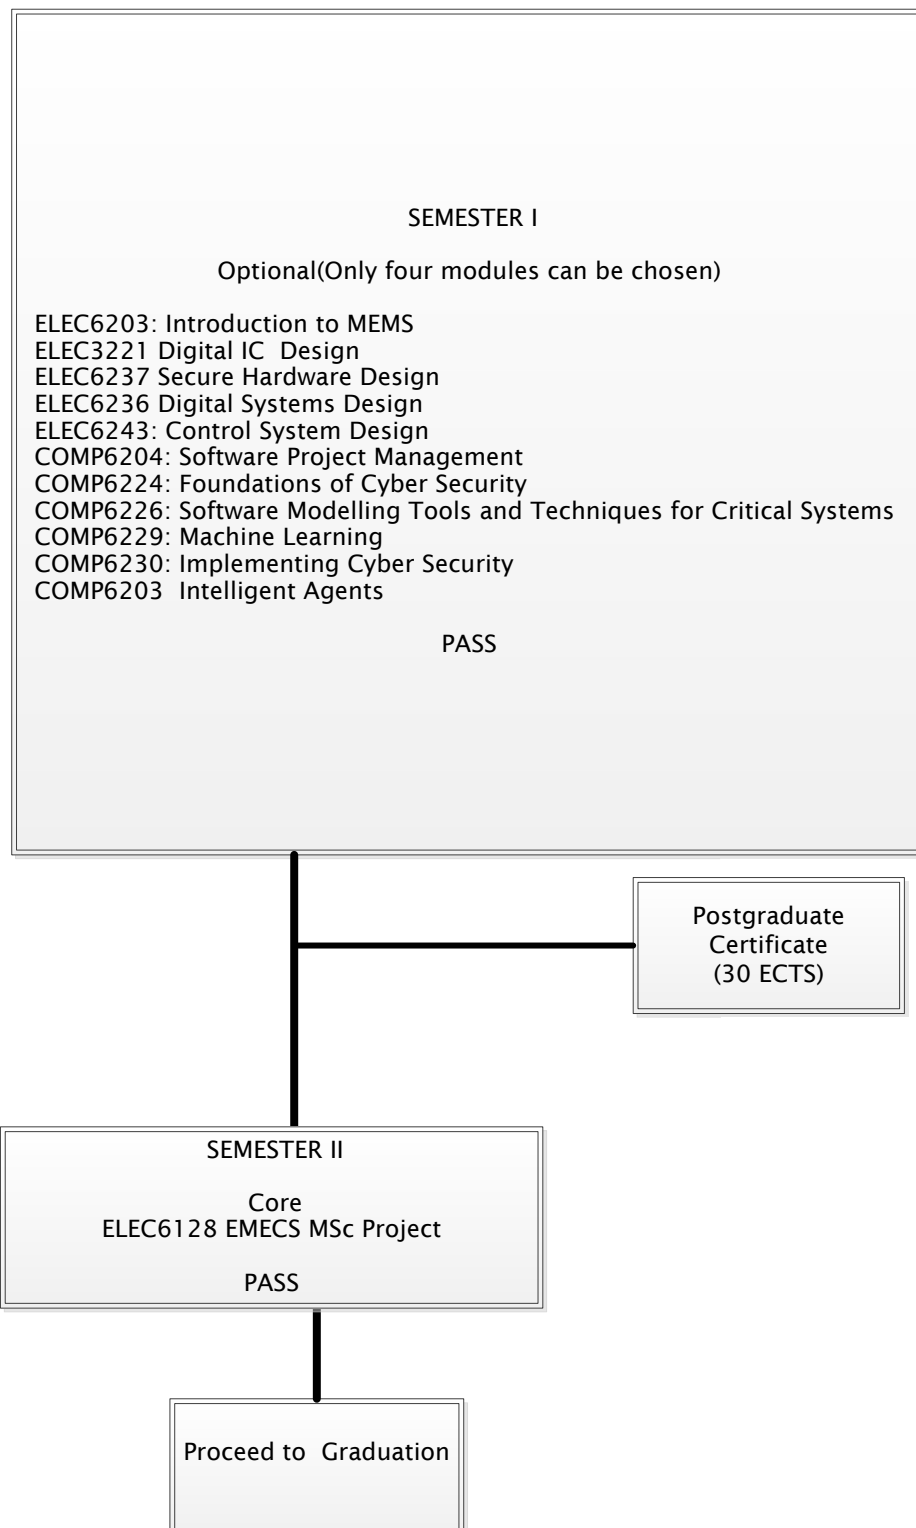 SEMESTER I
Optional(Only four modules can be chosen)
ELEC6203: Introduction to MEMS
ELEC3221 Digital IC  Design
ELEC6237 Secure Hardware Design
ELEC6236 Digital Systems Design
ELEC6243: Control System Design
COMP6204: Software Project Management
COMP6224: Foundations of Cyber Security
COMP6226: Software Modelling Tools and Techniques for Critical Systems
COMP6229: Machine Learning
COMP6230: Implementing Cyber Security
COMP6203  Intelligent Agents
PASS
Postgraduate
Certificate
(30 ECTS)
SEMESTER II
Core
ELEC6128 EMECS MSc Project
PASS
Proceed to  Graduation